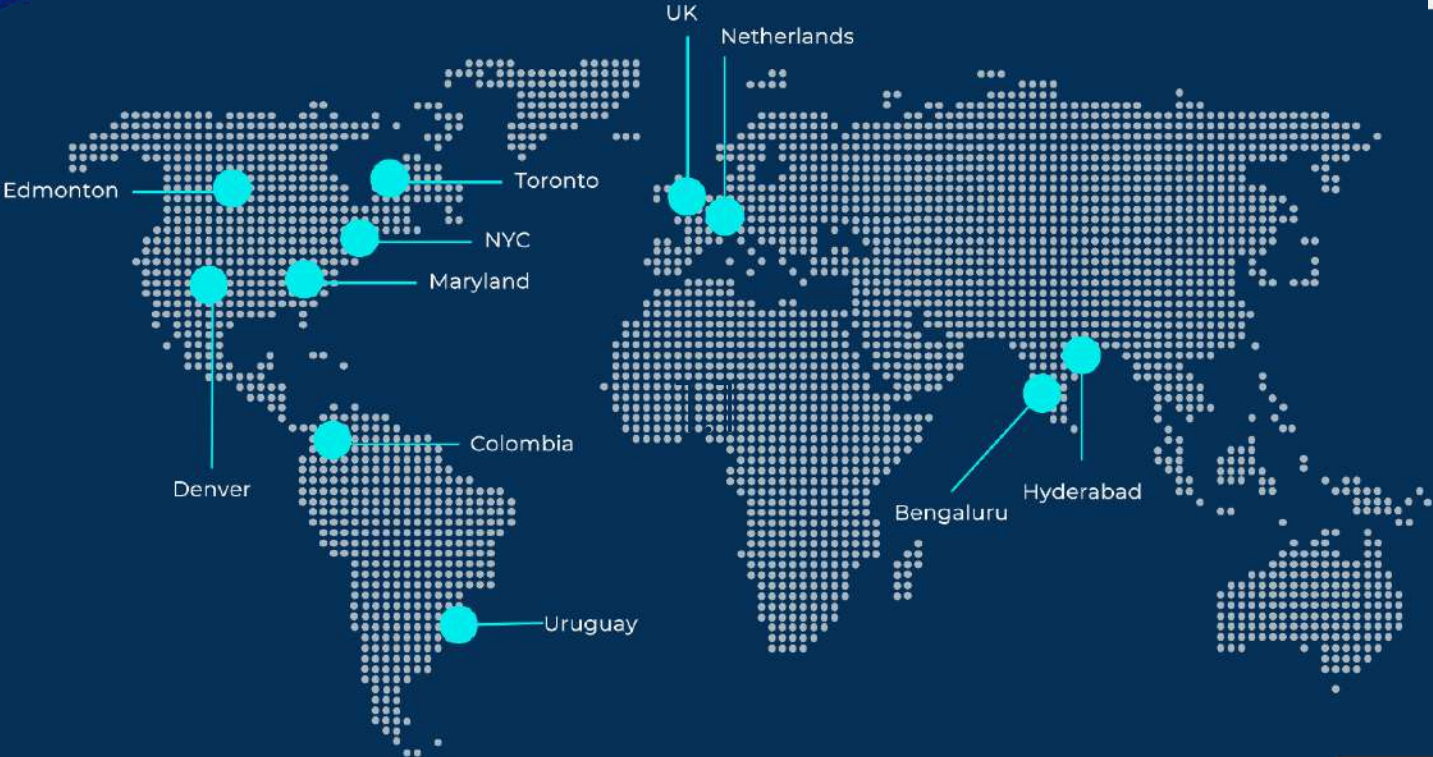 UK
Netherlands
Edmonton
Toronto
NYC
Maryland
Colombia
Denver
Hyderabad
Bengaluru
Uruguay